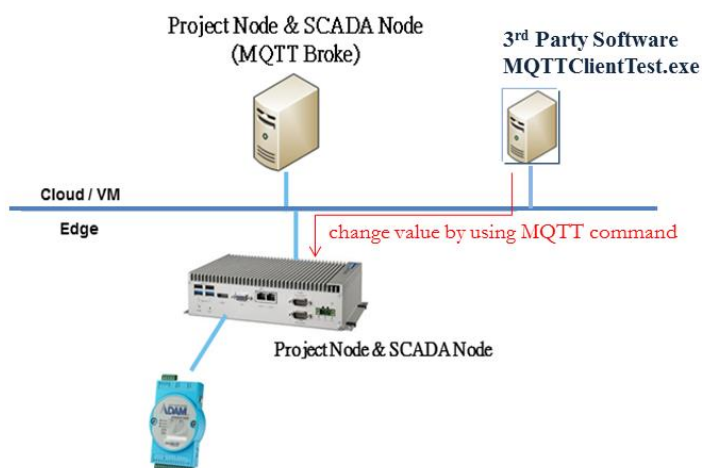 Project Node & SCADA Node
(MQTT Broke)
3rd Party Software
MQTTClientTest.exe
Cloud / VM
Edge
change value by using MQTT command
Project Node & SCADA Node
ADAM